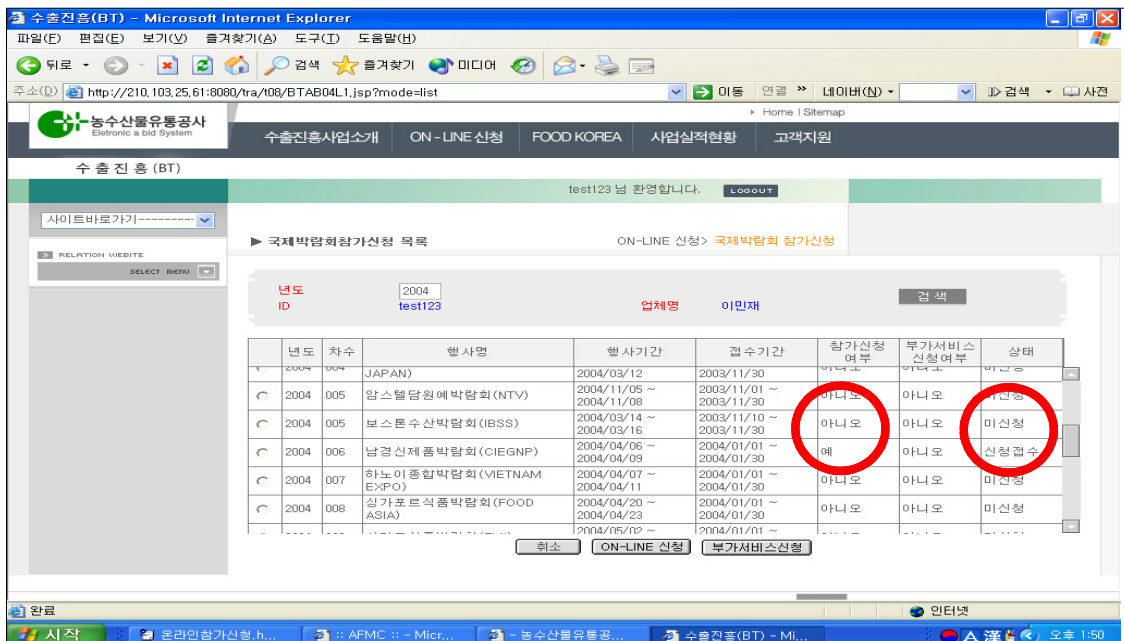 수출진흥(BT) - Microsoft Internet Explorer
파일(F) 편집(E) 보기(V) 즐겨찾기(A) 도구(T) 도움말(H)
뒤로 검색 즐겨찾기 미디어
주소(D) http://210.103.25.61:8080/tra/t08/BTAB04L1.jsp?mode=list 이동 연결 » 네이버(N) 검색 사전
Home | Sitemap
농수산물유통공사
Eletronic a bid System
수출진흥사업소개 ON - LINE 신청 FOOD KOREA 사업실적현황 고객지원
수 출 진 흥 (BT)
test123 님 환영합니다. LOGOUT
사이트바로가기----------
▶ 국제박람회참가신청 목록 ON-LINE 신청> 국제박람회 참가신청
RELATION WEBITE
SELECT MENU
년도 2004 검 색
ID test123 업체명 이민재
년도 차수 행 사명 행 사기간 접수기간 참가신청여부 부가서비스신청여부 상태
2004 004 JAPAN) 2004/03/12 2003/11/30 아니오 아니오 미신청
2004 005 암스텔담원예박람회(NTV) 2004/11/05 ~ 2004/11/08 2003/11/01 ~ 2003/11/30 아니오 아니오 미신청
2004 005 보스톤수산박람회(IBSS) 2004/03/14 ~ 2004/03/16 2003/11/10 ~ 2003/11/30 아니오 아니오 미신청
2004 006 남경신제품박람회(CIEGNP) 2004/04/06 ~ 2004/04/09 2004/01/01 ~ 2004/01/30 예 아니오 신청접수
2004 007 하노이종합박람회(VIETNAM EXPO) 2004/04/07 ~ 2004/04/11 2004/01/01 ~ 2004/01/30 아니오 아니오 미신청
2004 008 싱가포르식품박람회(FOOD ASIA) 2004/04/20 ~ 2004/04/23 2004/01/01 ~ 2004/01/30 아니오 아니오 미신청
2004/05/02 ~ 2004/01/01 ~
취소 ON-LINE 신청 부가서비스신청
완료 인터넷
시작 온라인참가신청.h... :: AFMC :: - Micr... - 농수산물유통공... 수출진흥(BT) - Mi... A 漢 오후 1:50